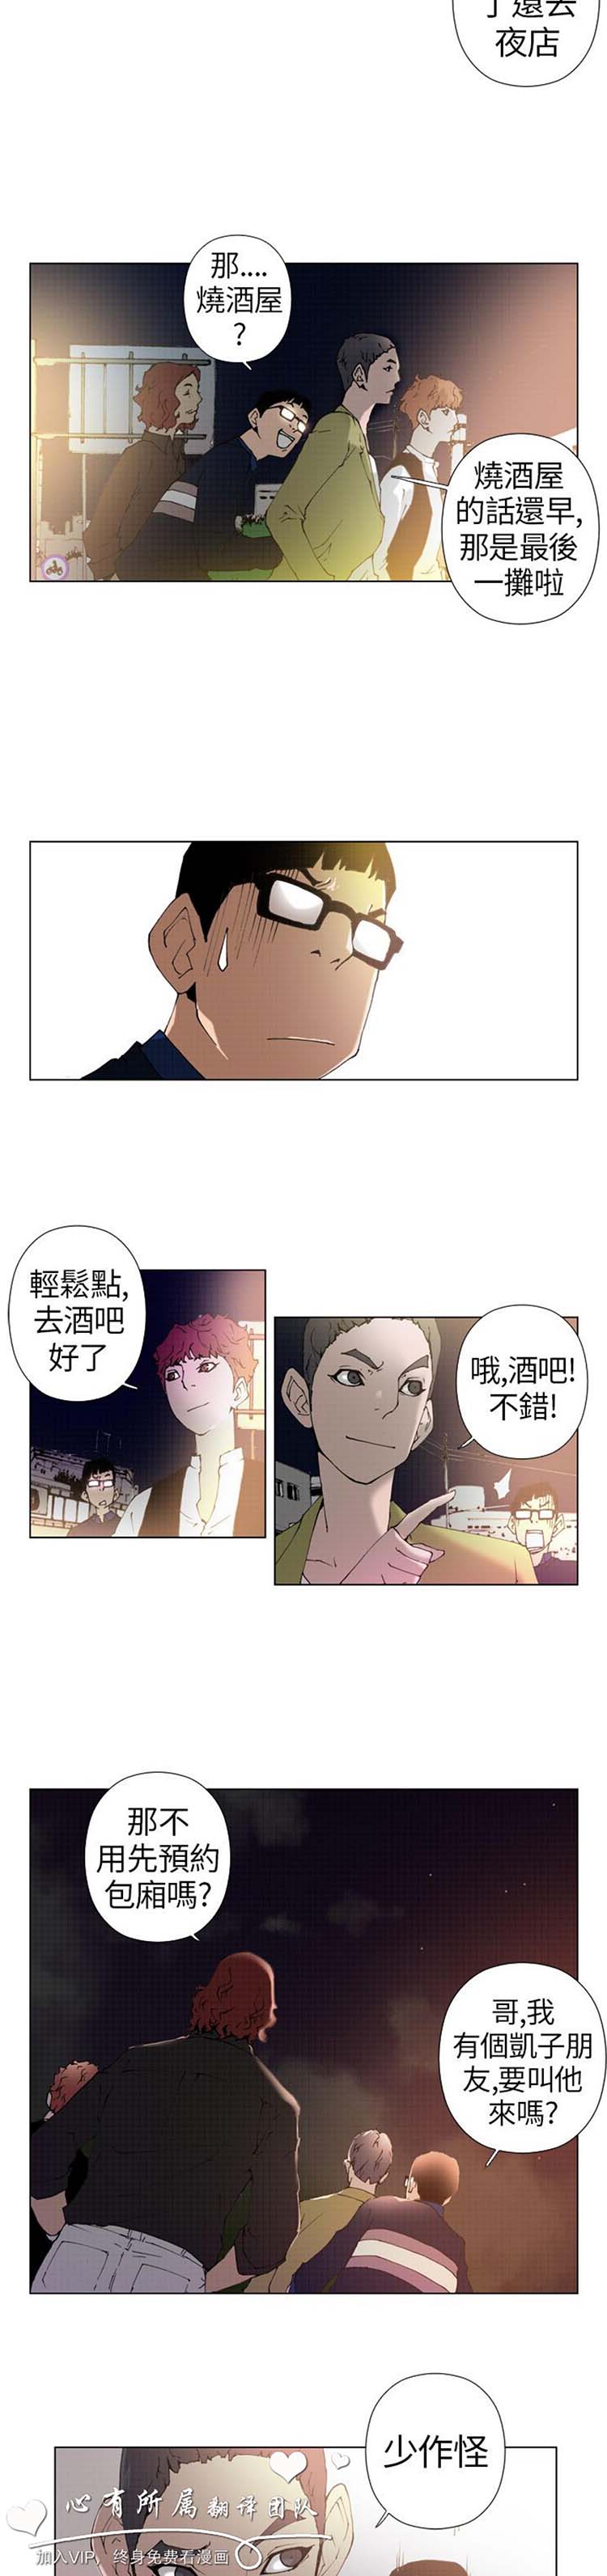 了還去
夜店
那....
燒酒屋
?
燒酒屋
的話還早,
那是最後
一攤啦
輕鬆點,
去酒吧
好了
哦,酒吧!
不錯!
那不
用先預約
包廂嗎?
哥,我
有個凱子朋
友,要叫他
來嗎?
少作怪
心有所属翻译团队
加入VIP，终身免费看漫画